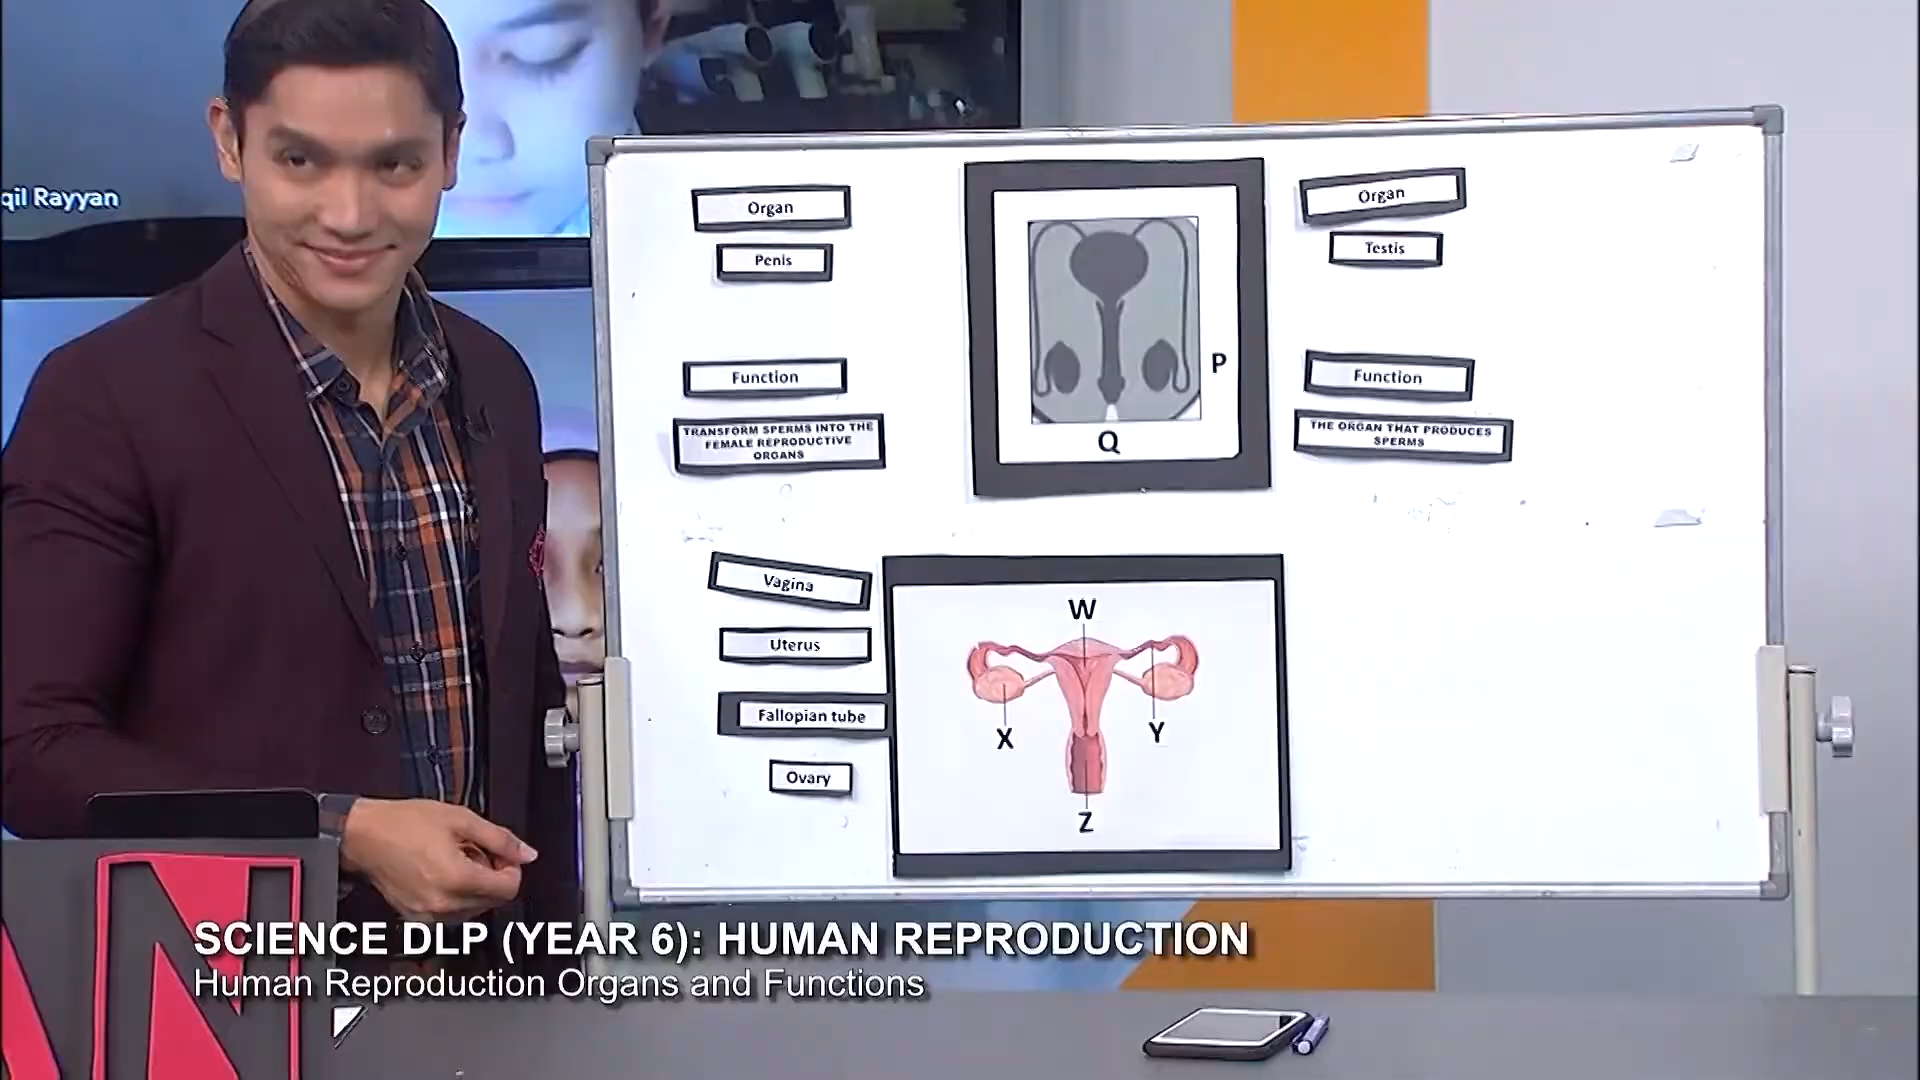 qil Rayyan
Organ
Penis
Function
TRANSFORM SPERMS INTO THE
FEMALE REPRODUCTIVE
ORGANS
P
Q
Organ
Testis
Function
THE ORGAN THAT PRODUCES
SPERMS
Vagina
Uterus
Fallopian tube
Ovary
W
X
Y
Z
SCIENCE DLP (YEAR 6): HUMAN REPRODUCTION
Human Reproduction Organs and Functions